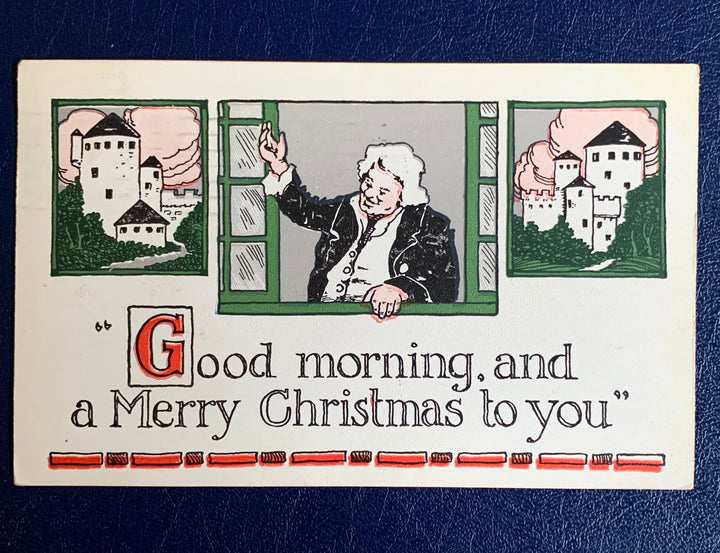 “Good morning, and
a Merry Christmas to you”